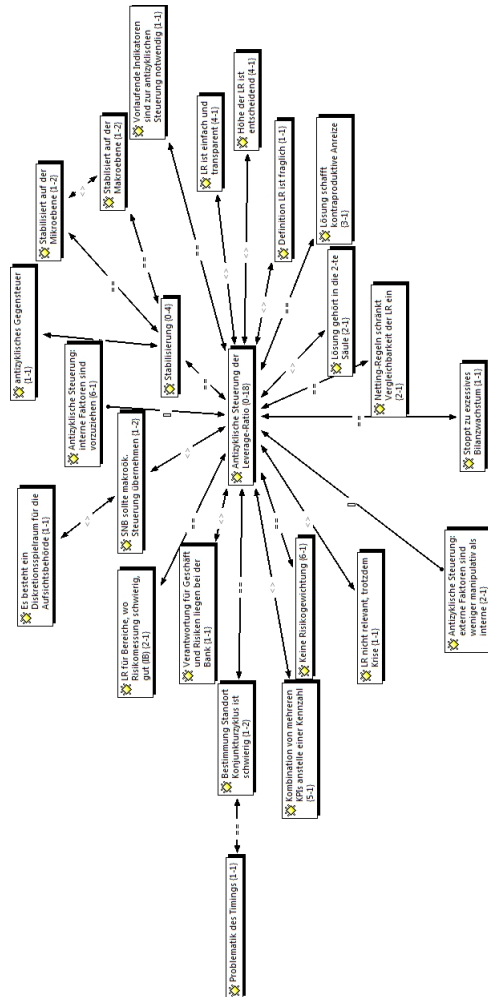 Vorlaufende Indikatoren
sind zur antizyklischen
Steuerung notwendig (1-1)
Stabilisiert auf der
Makroebene (1-2)
Stabilisiert auf der
Mikroebene (1-2)
antizyklisches Gegensteuer
(1-1)
LR ist einfach und
transparent (4-1)
Höhe der LR ist
entscheidend (4-1)
Definition LR ist fraglich (1-1)
Lösung schafft
kontraproduktive Anreize
(3-1)
Lösung gehört in die 2-te
Säule (2-1)
Netting-Regeln schränkt
Vergleichbarkeit der LR ein
(2-1)
Stoppt zu exzessives
Bilanzwachstum (1-1)
Stabilisierung (0-4)
Antizyklische Steuerung der
Leverage-Ratio (0-18)
Antizyklische Steuerung:
interne Faktoren sind
vorzuziehen (6-1)
SNB sollte makroök.
Steuerung übernehmen (1-2)
Es besteht ein
Diskretionsspielraum für die
Aufsichtsbehörde (1-1)
LR für Bereiche, wo
Risikomessung schwierig,
gut (IB) (2-1)
Verantwortung für Geschäft
und Risiken liegen bei der
Bank (1-1)
Bestimmung Standort
Konjunkturzyklus ist
schwierig (1-2)
Kombination von mehreren
KPIs anstelle einer Kennzahl
(5-1)
Keine Risikogewichtung (6-1)
LR nicht relevant, trotzdem
Krise (1-1)
Antizyklische Steuerung:
externe Faktoren sind
weniger manipulativ als
interne (2-1)
Problematik des Timings (1-1)